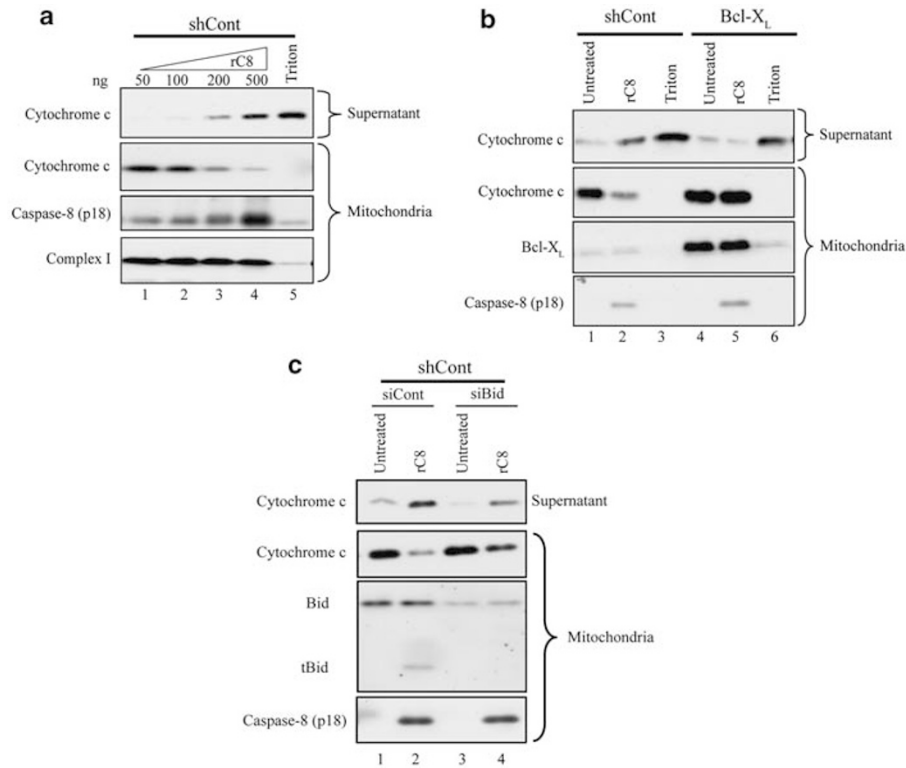 a
shCont
rC8
ng 50 100 200 500 Triton
Cytochrome c
Supernatant
Cytochrome c
Caspase-8 (p18)
Mitochondria
Complex I
1 2 3 4 5
b
shCont Bcl-XL
Untreated rC8 Triton Untreated rC8 Triton
Cytochrome c
Supernatant
Cytochrome c
Bcl-XL
Mitochondria
Caspase-8 (p18)
1 2 3 4 5 6
c
shCont
siCont siBid
Untreated rC8 Untreated rC8
Cytochrome c Supernatant
Cytochrome c
Bid
Mitochondria
tBid
Caspase-8 (p18)
1 2 3 4